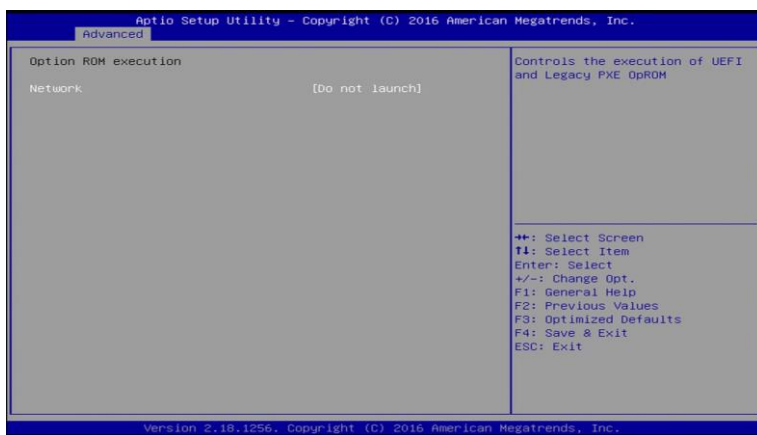 Aptio Setup Utility – Copyright (C) 2016 American Megatrends, Inc.
Advanced
Option ROM execution
Network [Do not launch]
Controls the execution of UEFI
and Legacy PXE OpROM
→←: Select Screen
↑↓: Select Item
Enter: Select
+/-: Change Opt.
F1: General Help
F2: Previous Values
F3: Optimized Defaults
F4: Save & Exit
ESC: Exit
Version 2.18.1256. Copyright (C) 2016 American Megatrends, Inc.